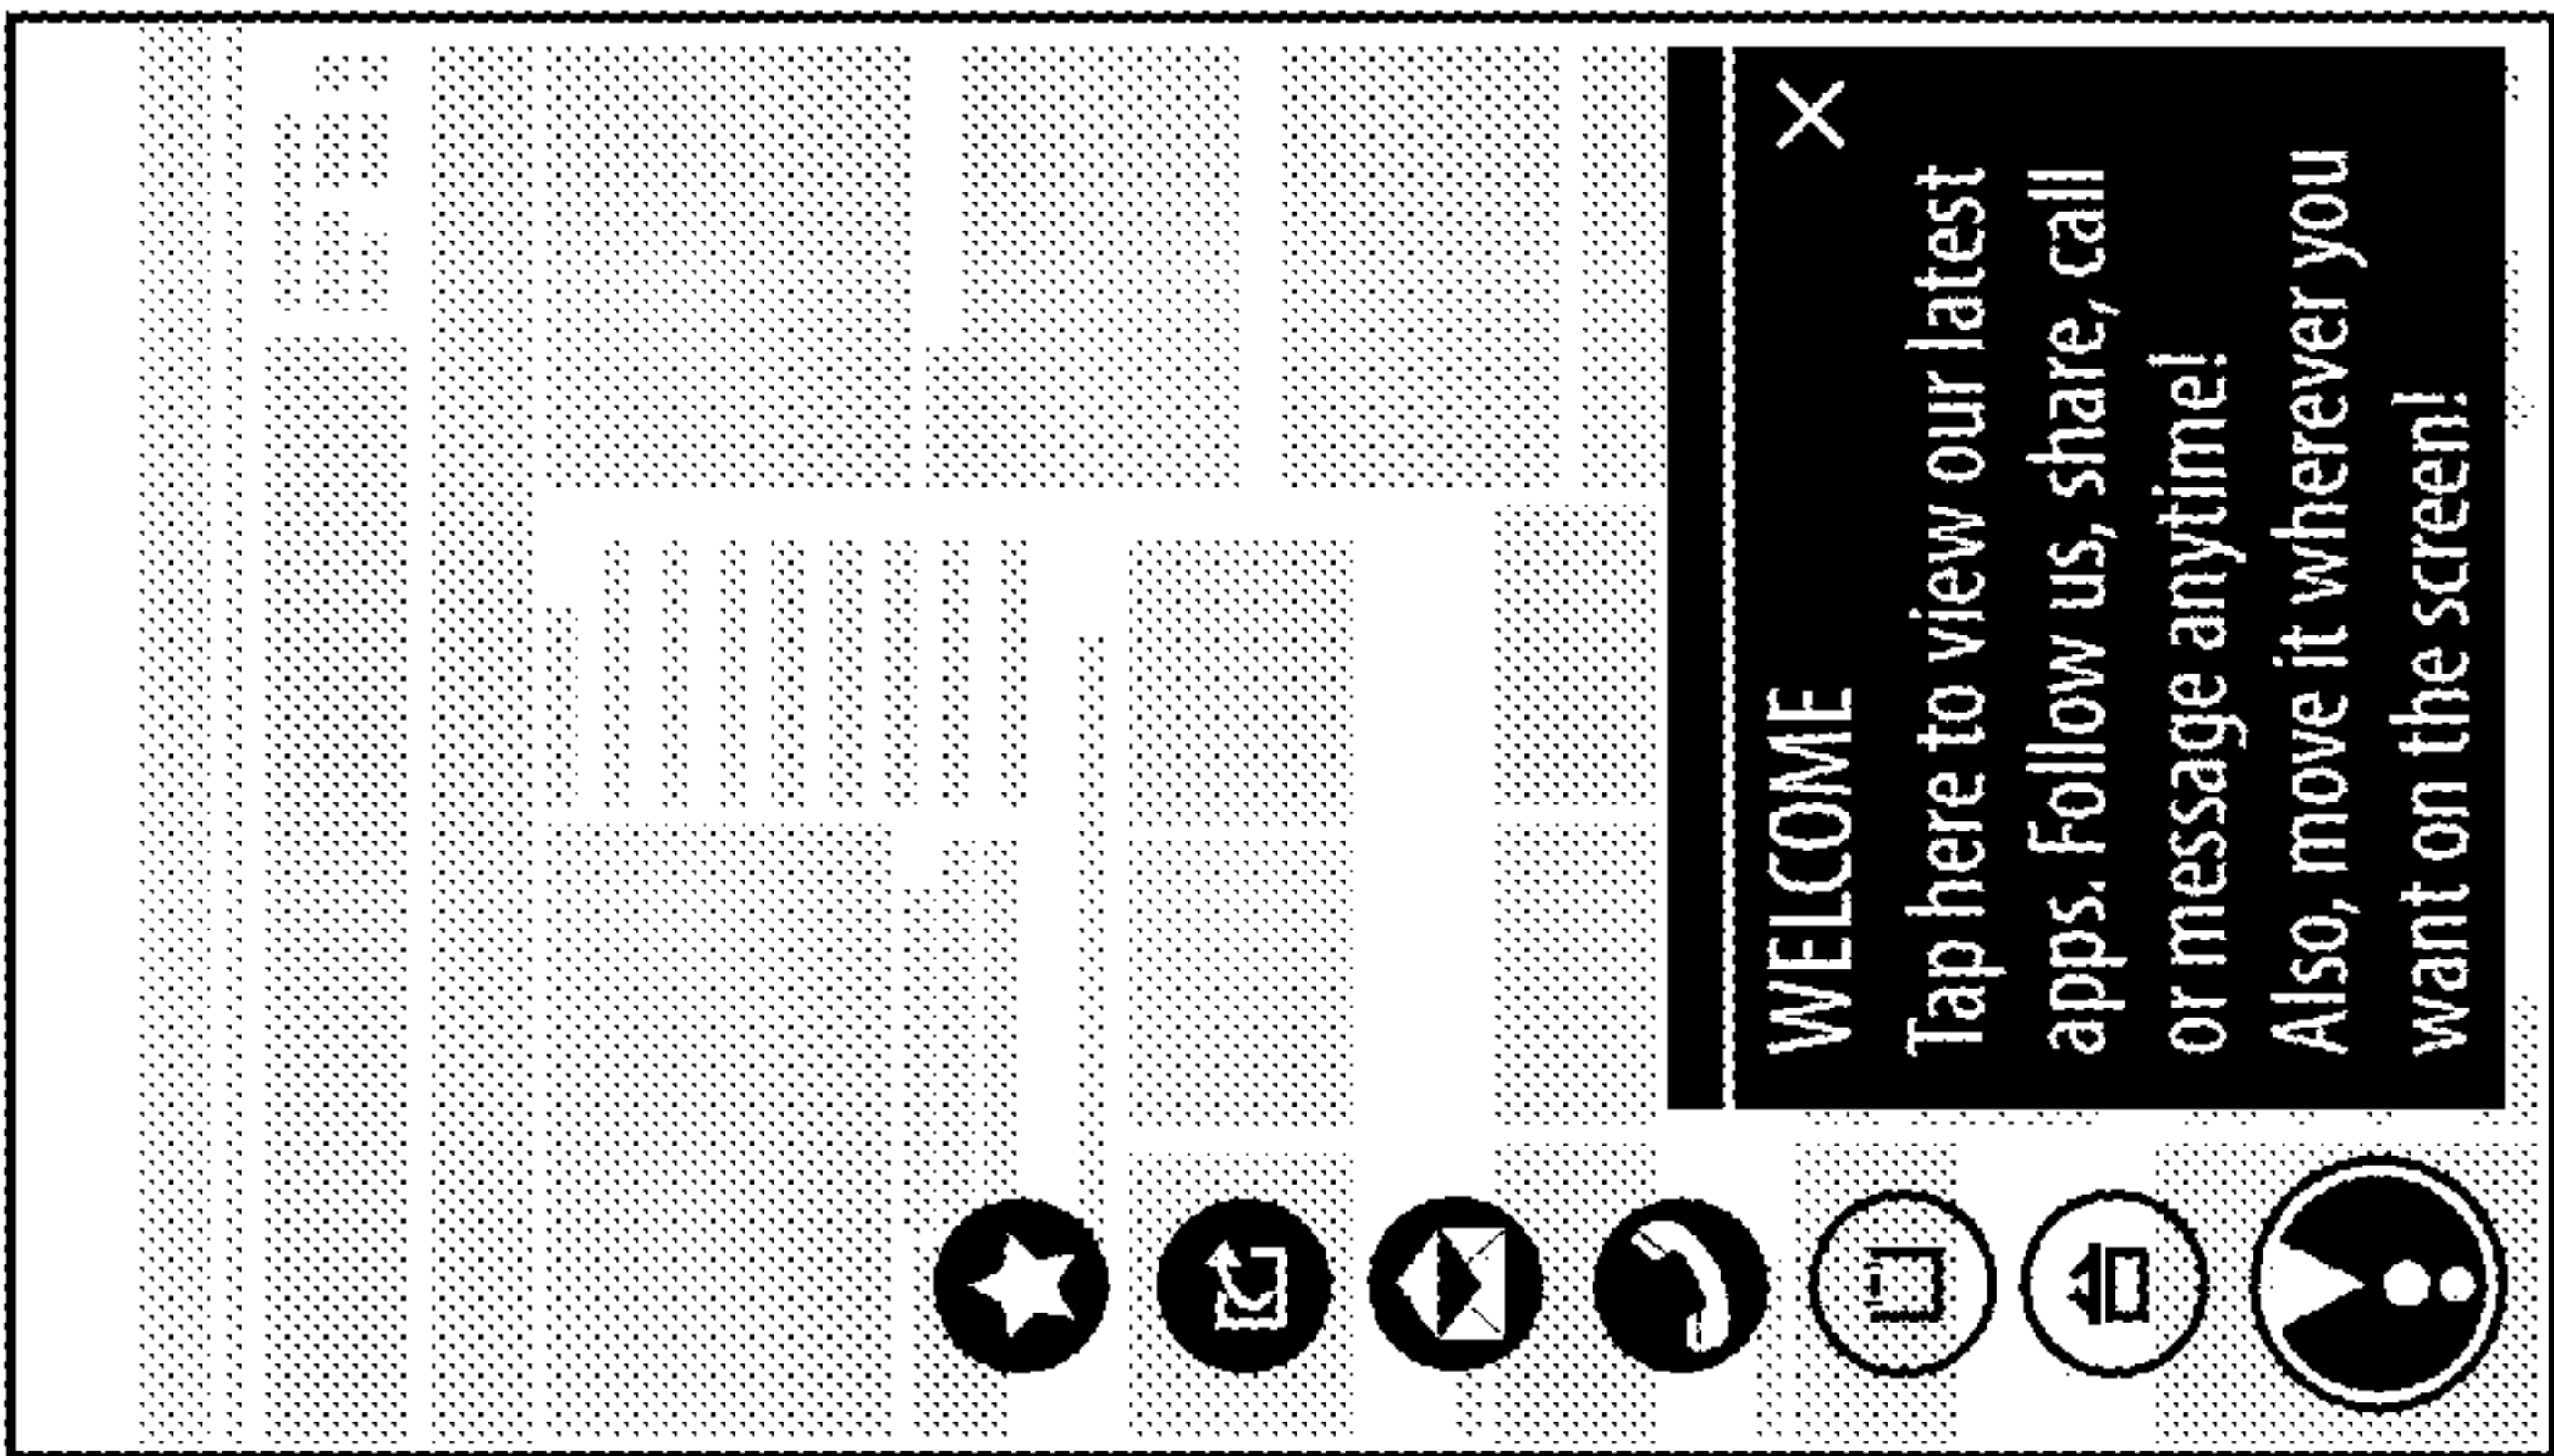 WELCOME
Tap here to view our latest
apps. Follow us, share, call
or message anytime!
Also, move it wherever you
want on the screen!